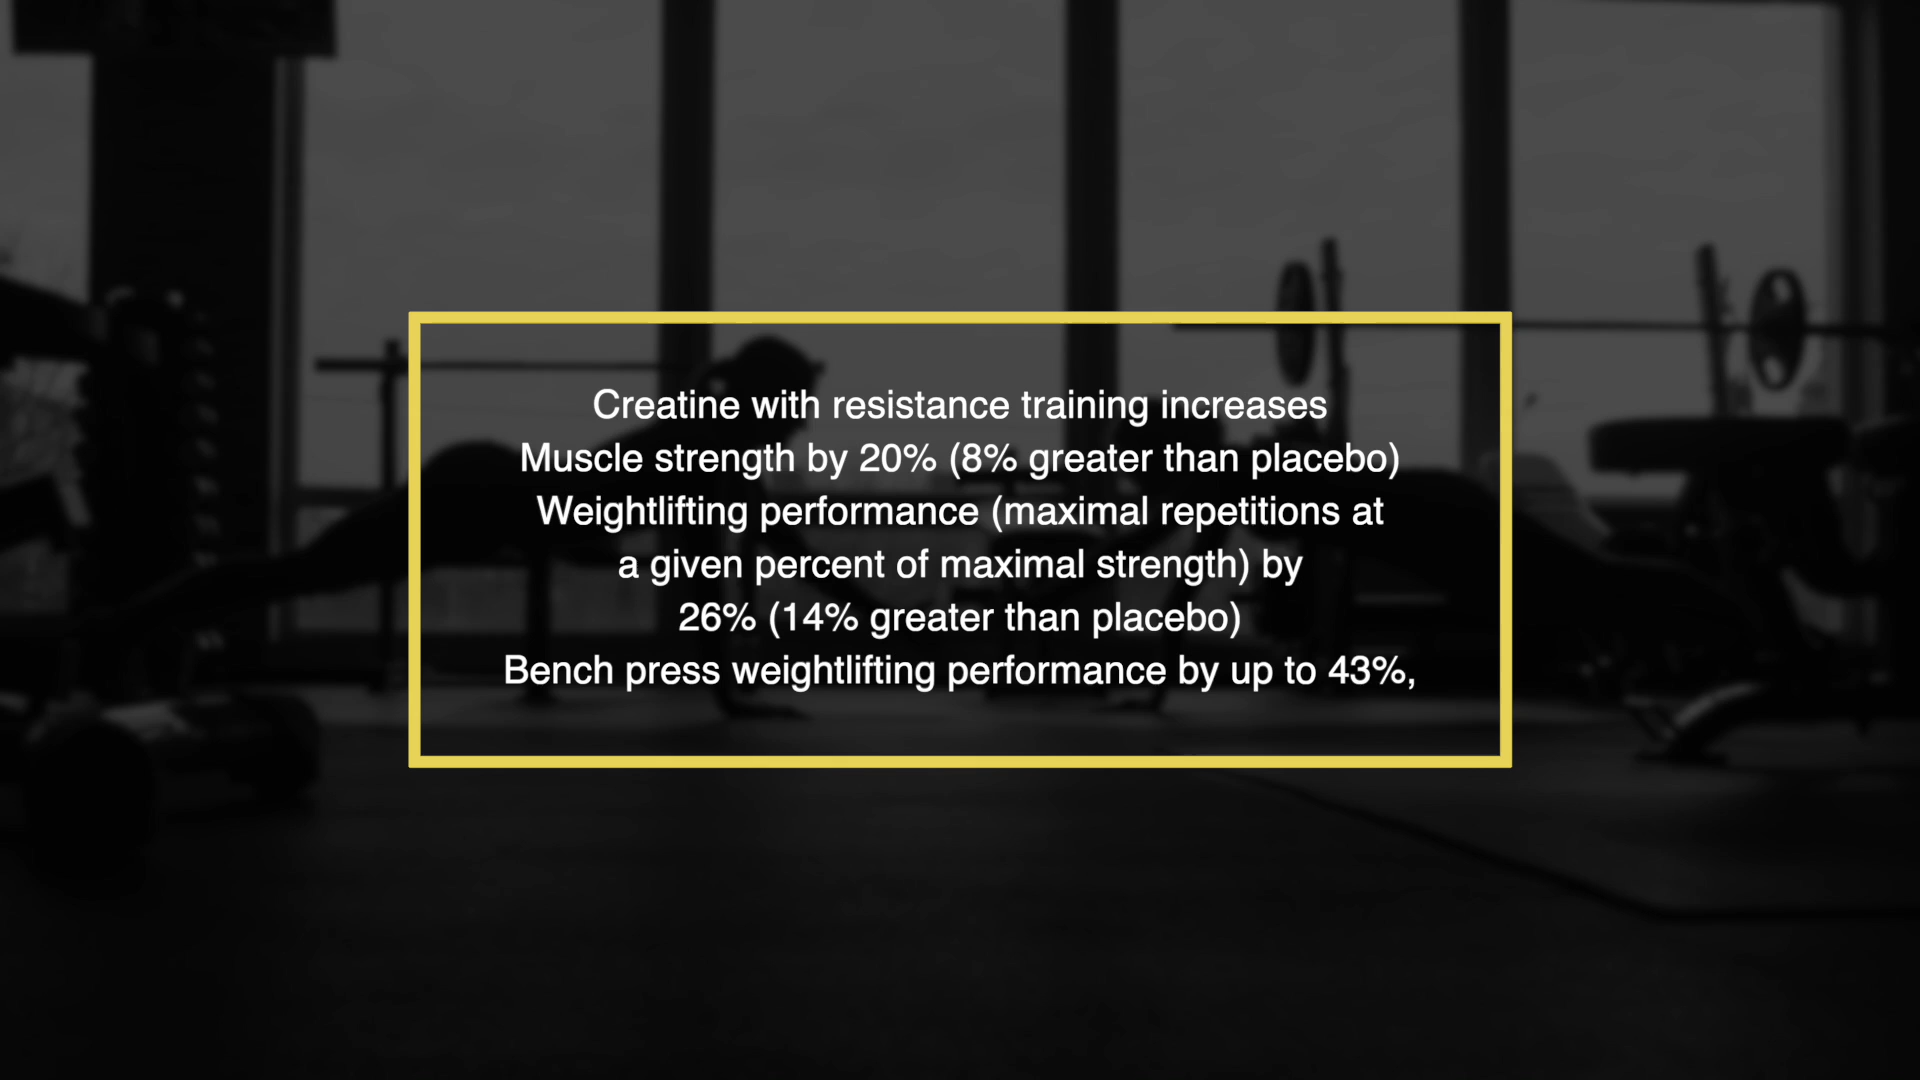 Creatine with resistance training increases
Muscle strength by 20% (8% greater than placebo)
Weightlifting performance (maximal repetitions at
a given percent of maximal strength) by
26% (14% greater than placebo)
Bench press weightlifting performance by up to 43%,